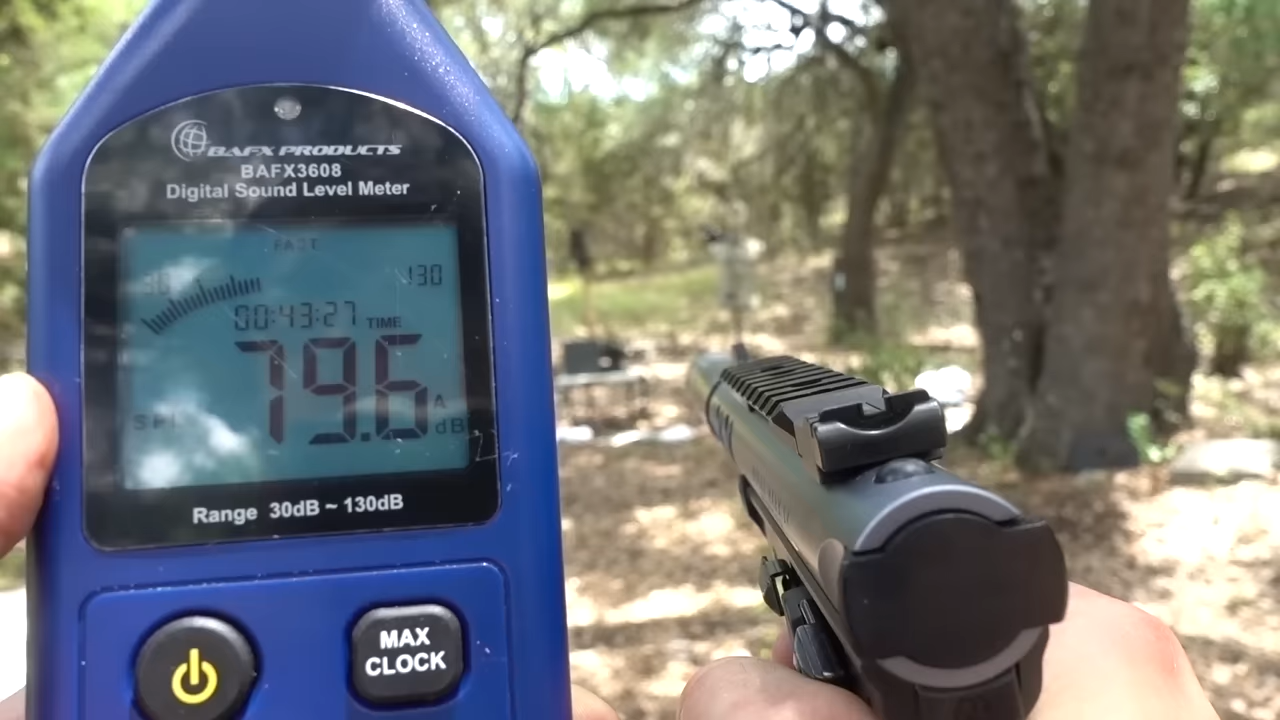 BAFX PRODUCTS
BAFX3608
Digital Sound Level Meter
FAST
30 130
00:43:27 TIME
79.6 A dB
SPL
Range 30dB ~ 130dB
MAX
CLOCK